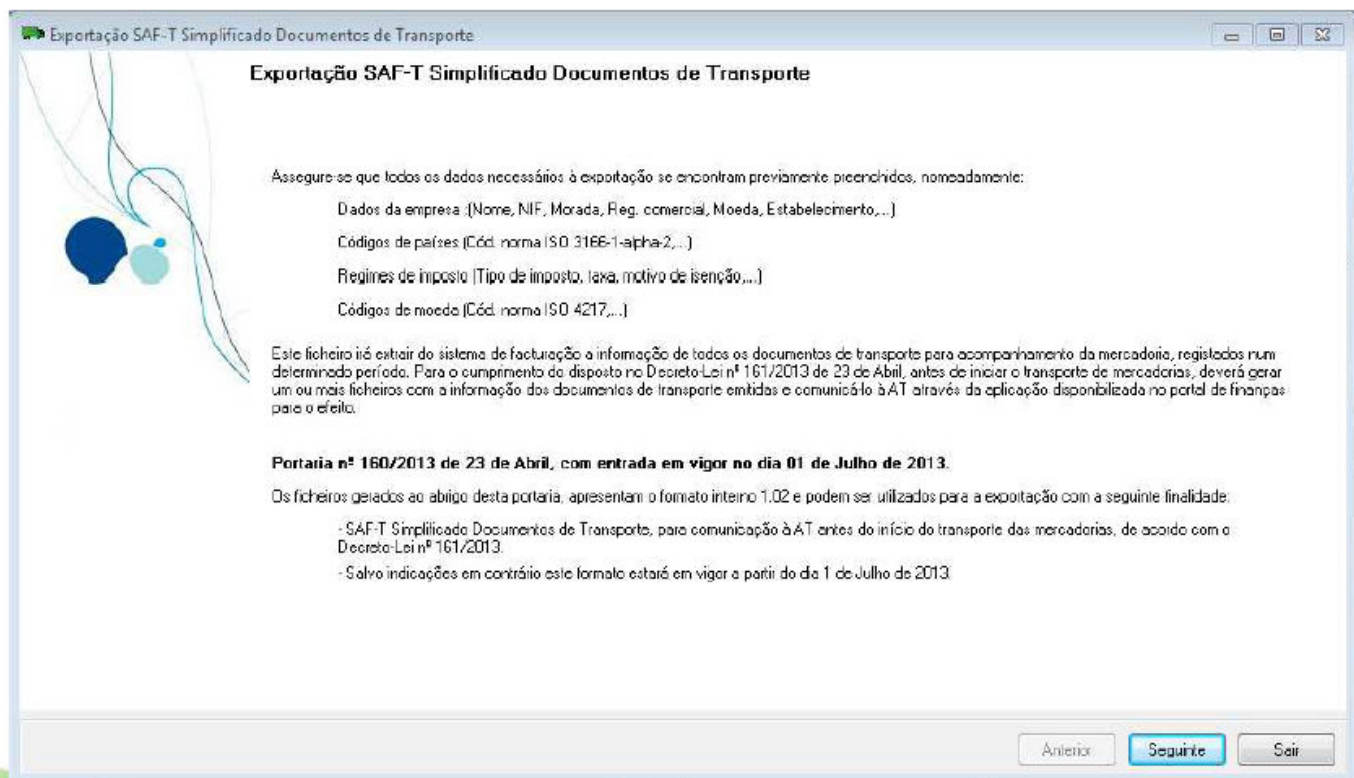 Exportação SAF-T Simplificado Documentos de Transporte
Exportação SAF-T Simplificado Documentos de Transporte
Assegure-se que todos os dados necessários à exportação se encontram previamente preenchidos, nomeadamente:
Dados da empresa :(Nome, NIF, Morada, Reg. comercial, Moeda, Estabelecimento,...)
Códigos de países (Cód. norma ISO 3166-1-alpha-2,...)
Regimes de imposto (Tipo de imposto, taxa, motivo de isenção,...)
Códigos de moeda (Cód. norma ISO 4217,...)
Este ficheiro irá extrair do sistema de facturação a informação de todos os documentos de transporte para acompanhamento da mercadoria, registados num
determinado período. Para o cumprimento do disposto no Decreto-Lei nº 161/2013 de 23 de Abril, antes de iniciar o transporte de mercadorias, deverá gerar
um ou mais ficheiros com a informação dos documentos de transporte emitidos e comunicá-lo à AT através da aplicação disponibilizada no portal de finanças
para o efeito.
Portaria nº 160/2013 de 23 de Abril, com entrada em vigor no dia 01 de Julho de 2013.
Os ficheiros gerados ao abrigo desta portaria, apresentam o formato interno 1.02 e podem ser utilizados para a exportação com a seguinte finalidade:
- SAF-T Simplificado Documentos de Transporte, para comunicação à AT antes do início do transporte das mercadorias, de acordo com o
Decreto-Lei nº 161/2013.
- Salvo indicações em contrário este formato estará em vigor a partir do dia 1 de Julho de 2013.
Anterior Seguinte Sair